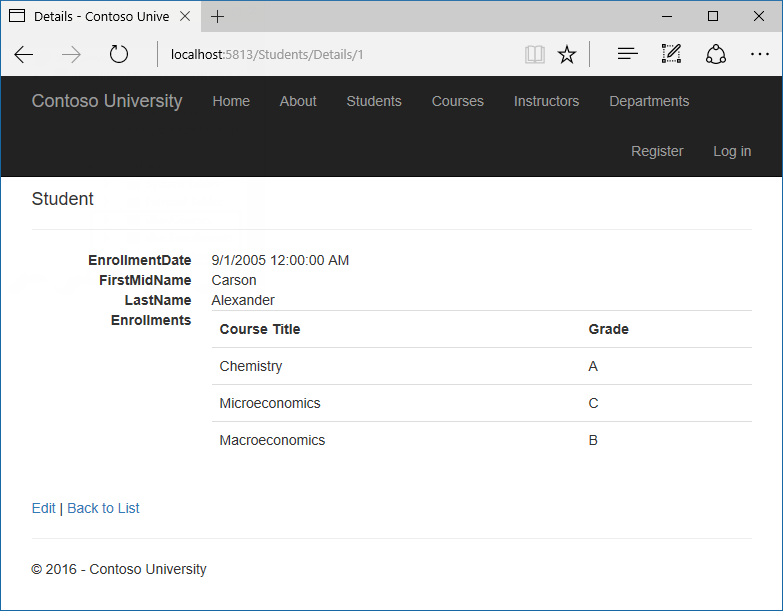 Details - Contoso Unive
localhost:5813/Students/Details/1
Contoso University Home About Students Courses Instructors Departments
Register Log in
Student
EnrollmentDate 9/1/2005 12:00:00 AM
FirstMidName Carson
LastName Alexander
Enrollments
Course Title Grade
Chemistry A
Microeconomics C
Macroeconomics B
Edit | Back to List
© 2016 - Contoso University